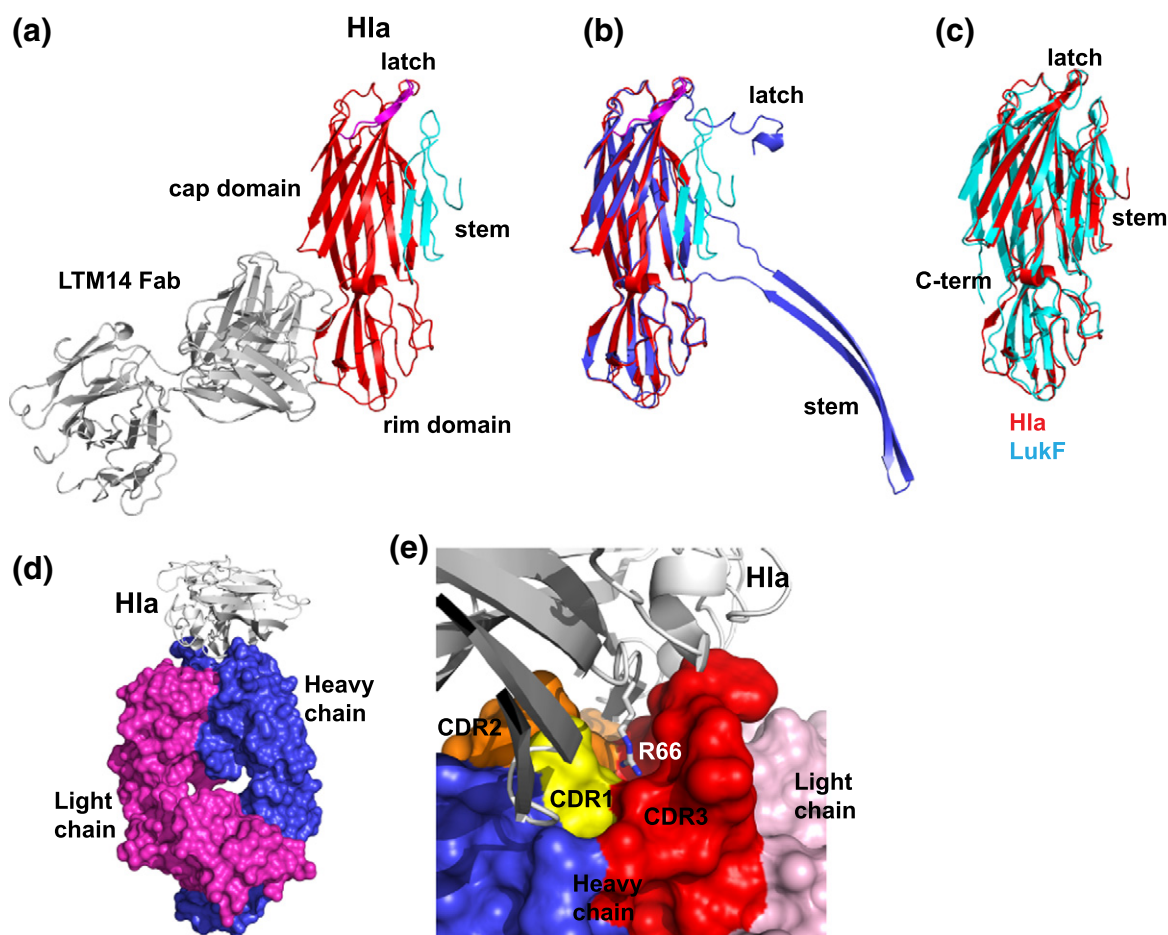 (a)
Hla
latch
cap domain
stem
LTM14 Fab
rim domain
(b)
latch
stem
(c)
latch
stem
C-term
Hla
LukF
(d)
Hla
Heavy
chain
Light
chain
(e)
Hla
CDR2
R66
CDR1
CDR3
Light
chain
Heavy
chain